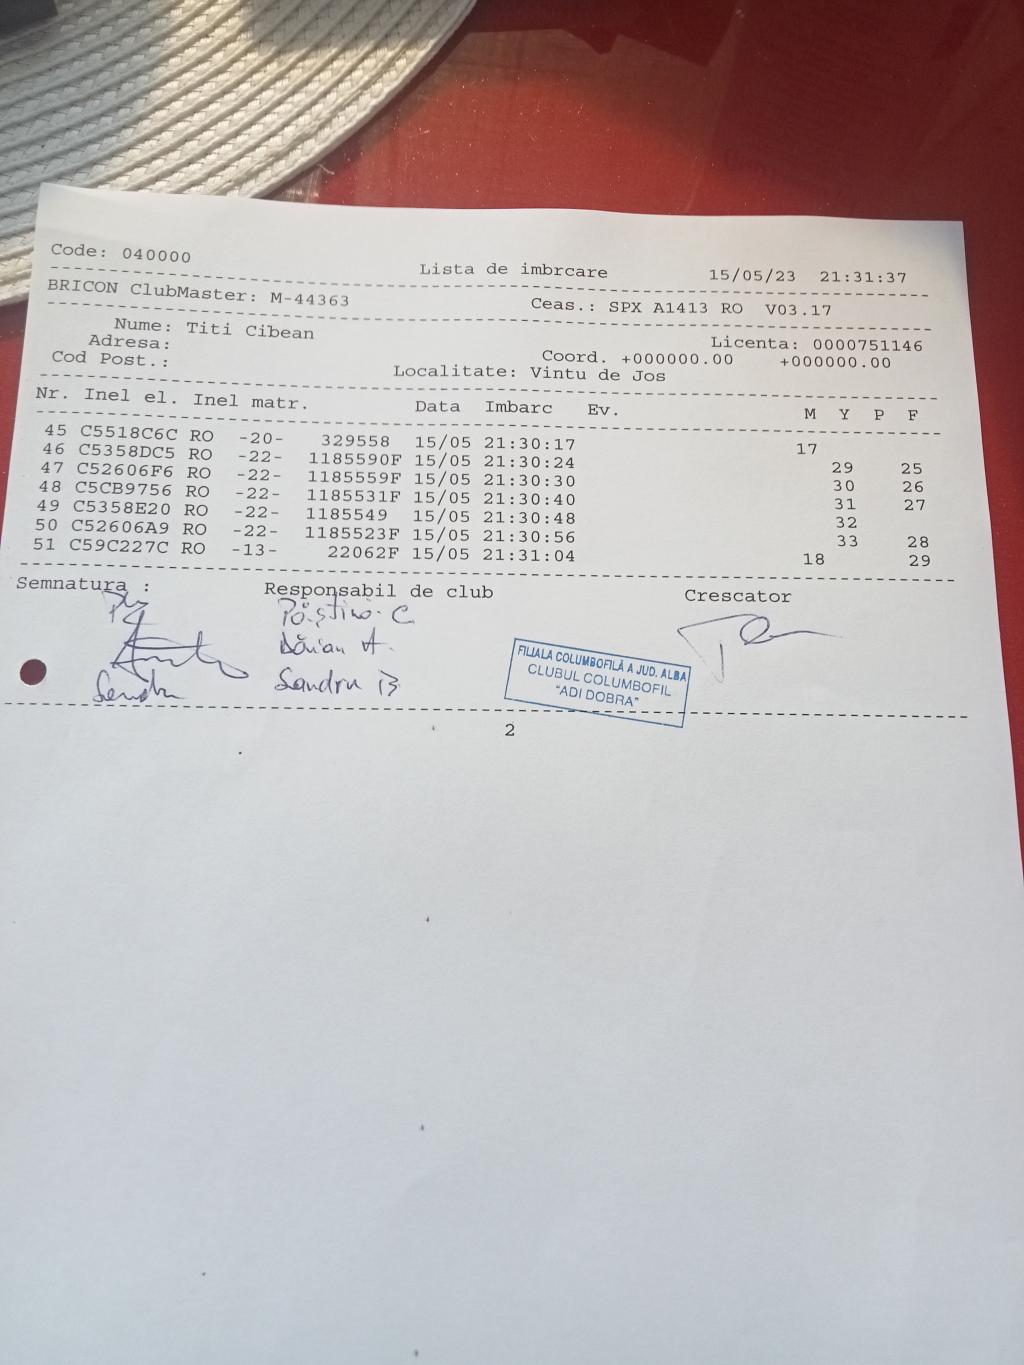 Code: 040000 Lista de imbrcare 15/05/23 21:31:37
BRICON ClubMaster: M-44363 Ceas.: SPX A1413 RO V03.17
Nume: Titi Cibean Licenta: 0000751146
Adresa: Coord. +000000.00 +000000.00
Cod Post.: Localitate: Vintu de Jos
Nr. Inel el. Inel matr. Data Imbarc Ev. M Y P F
45 C5518C6C RO -20- 329558 15/05 21:30:17 17
46 C5358DC5 RO -22- 1185590F 15/05 21:30:24 29 25
47 C52606F6 RO -22- 1185559F 15/05 21:30:30 30 26
48 C5CB9756 RO -22- 1185531F 15/05 21:30:40 31 27
49 C5358E20 RO -22- 1185549 15/05 21:30:48 32
50 C52606A9 RO -22- 1185523F 15/05 21:30:56 33 28
51 C59C227C RO -13- 22062F 15/05 21:31:04 18 29
Semnatura : Responsabil de club Crescator
Dărian A.
Sandru B
FILIALA COLUMBOFILĂ A JUD. ALBA
CLUBUL COLUMBOFIL
"ADI DOBRA"
2